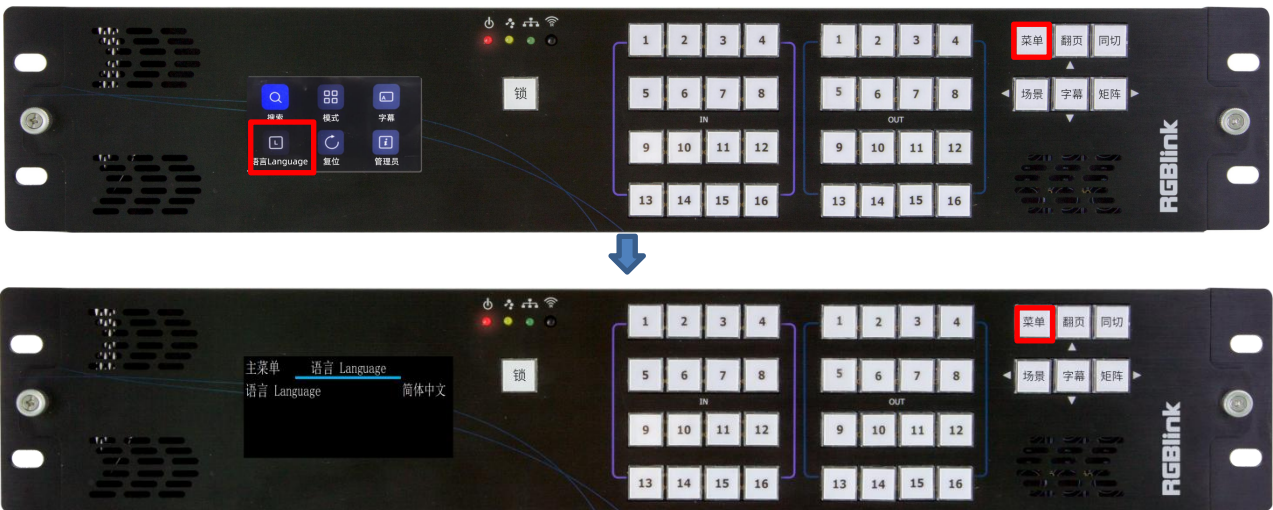 1 2 3 4
1 2 3 4
菜单 翻页 同切
搜索 模式 字幕
锁
5 6 7 8
5 6 7 8
场景 字幕 矩阵
IN
OUT
语言Language 复位 管理员
9 10 11 12
9 10 11 12
13 14 15 16
13 14 15 16
RGBlink
1 2 3 4
1 2 3 4
菜单 翻页 同切
主菜单 语言 Language
语言 Language 简体中文
锁
5 6 7 8
5 6 7 8
场景 字幕 矩阵
IN
OUT
9 10 11 12
9 10 11 12
13 14 15 16
13 14 15 16
RGBlink